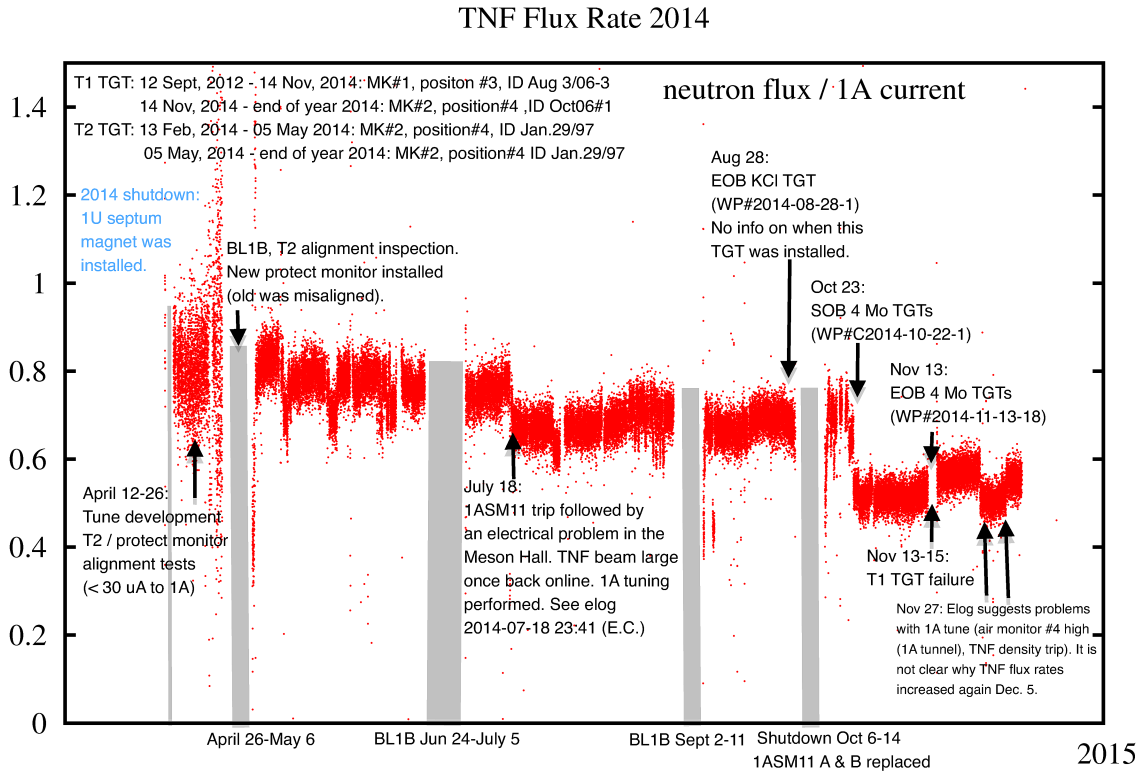 TNF Flux Rate 2014
neutron flux / 1A current
T1 TGT: 12 Sept, 2012 - 14 Nov, 2014: MK#1, positon #3, ID Aug 3/06-3
14 Nov, 2014 - end of year 2014: MK#2, position#4 ,ID Oct06#1
T2 TGT: 13 Feb, 2014 - 05 May 2014: MK#2, position#4, ID Jan.29/97
05 May, 2014 - end of year 2014: MK#2, position#4 ID Jan.29/97
2014 shutdown:
1U septum
magnet was
installed.
BL1B, T2 alignment inspection.
New protect monitor installed
(old was misaligned).
Aug 28:
EOB KCl TGT
(WP#2014-08-28-1)
No info on when this
TGT was installed.
Oct 23:
SOB 4 Mo TGTs
(WP#C2014-10-22-1)
Nov 13:
EOB 4 Mo TGTs
(WP#2014-11-13-18)
April 12-26:
Tune development
T2 / protect monitor
alignment tests
(< 30 uA to 1A)
July 18:
1ASM11 trip followed by
an electrical problem in the
Meson Hall. TNF beam large
once back online. 1A tuning
performed. See elog
2014-07-18 23:41 (E.C.)
Nov 13-15:
T1 TGT failure
Nov 27: Elog suggests problems
with 1A tune (air monitor #4 high
(1A tunnel), TNF density trip). It is
not clear why TNF flux rates
increased again Dec. 5.
1.4
1.2
1
0.8
0.6
0.4
0.2
0
April 26-May 6
BL1B Jun 24-July 5
BL1B Sept 2-11
Shutdown Oct 6-14
1ASM11 A & B replaced
2015